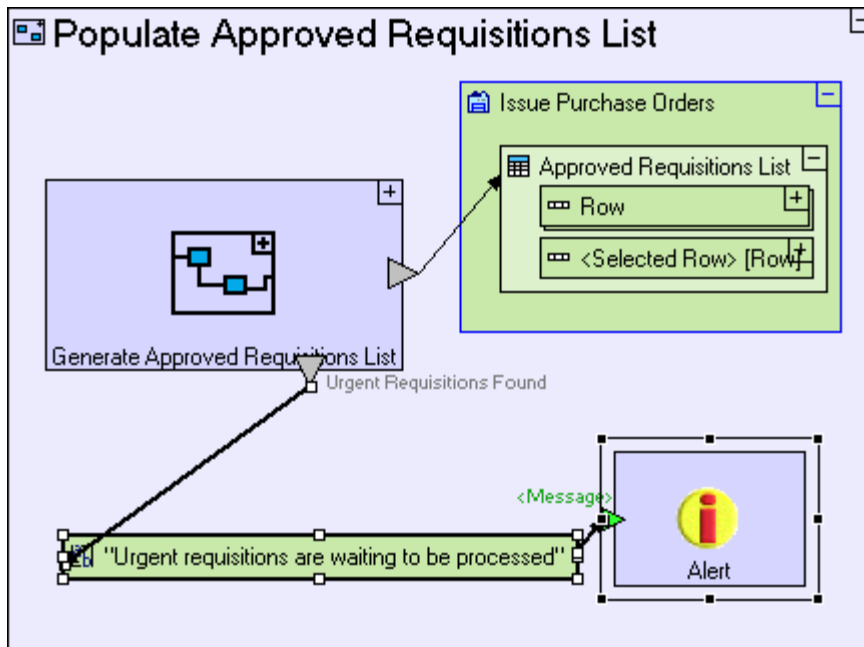 Populate Approved Requisitions List
Issue Purchase Orders
Approved Requisitions List
Row
<Selected Row> [Row]
Generate Approved Requisitions List
Urgent Requisitions Found
<Message>
"Urgent requisitions are waiting to be processed"
Alert